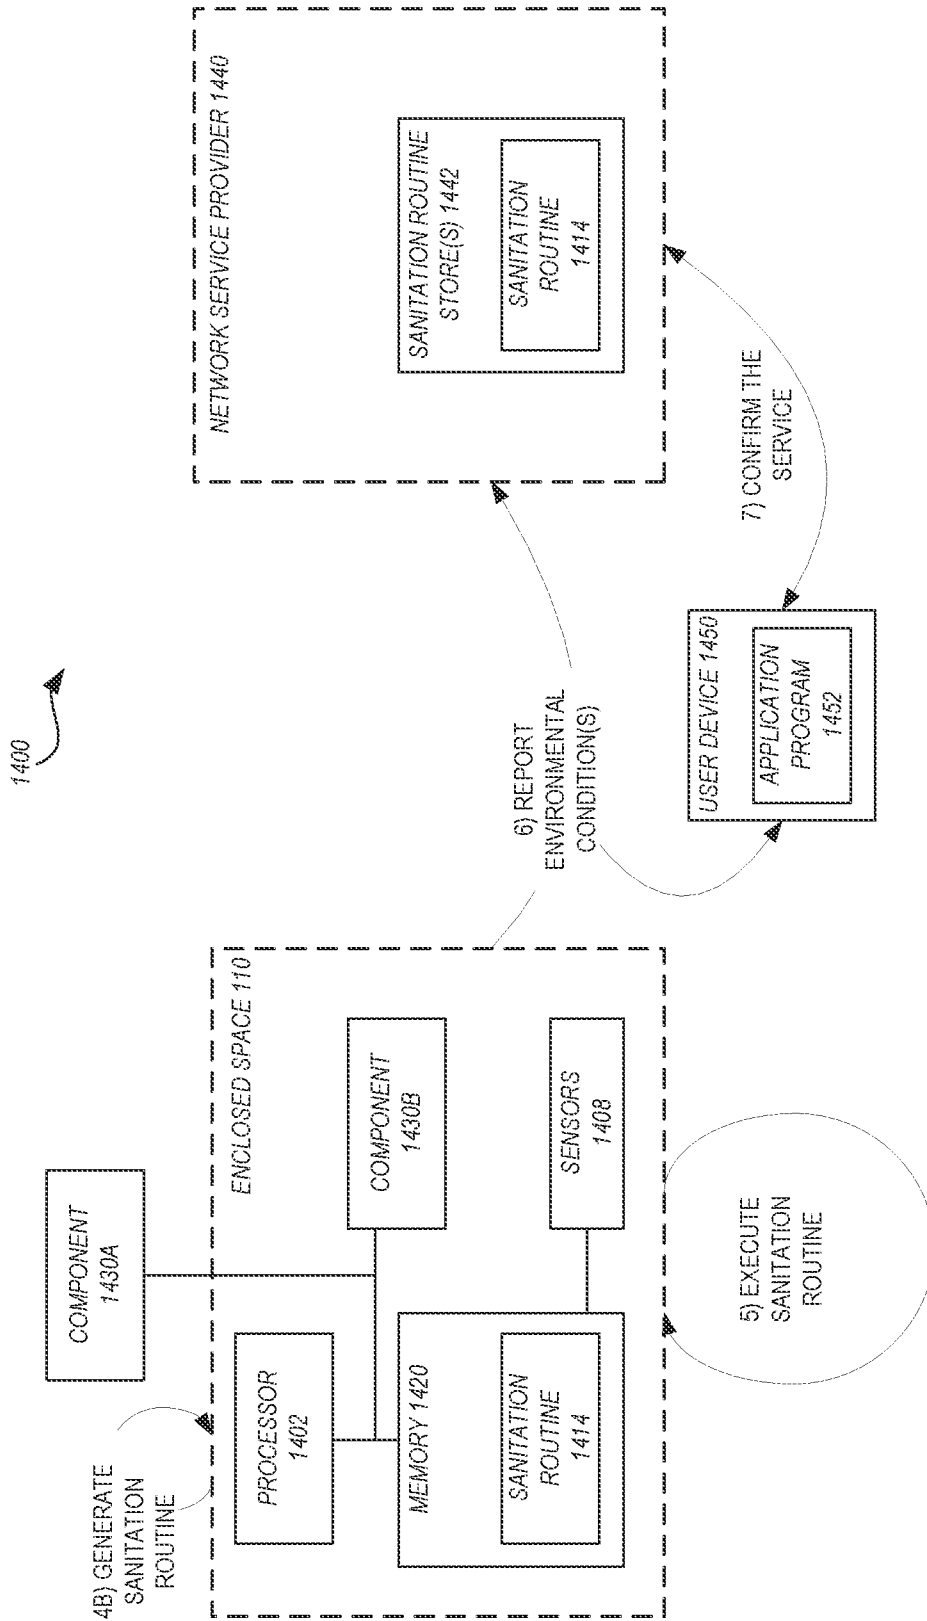 1400
4B) GENERATE
SANITATION
ROUTINE
COMPONENT
1430A
ENCLOSED SPACE 110
PROCESSOR
1402
COMPONENT
1430B
MEMORY 1420
SANITATION
ROUTINE
1414
SENSORS
1408
5) EXECUTE
SANITATION
ROUTINE
6) REPORT
ENVIRONMENTAL
CONDITION(S)
NETWORK SERVICE PROVIDER 1440
SANITATION ROUTINE
STORE(S) 1442
SANITATION
ROUTINE
1414
USER DEVICE 1450
APPLICATION
PROGRAM
1452
7) CONFIRM THE
SERVICE